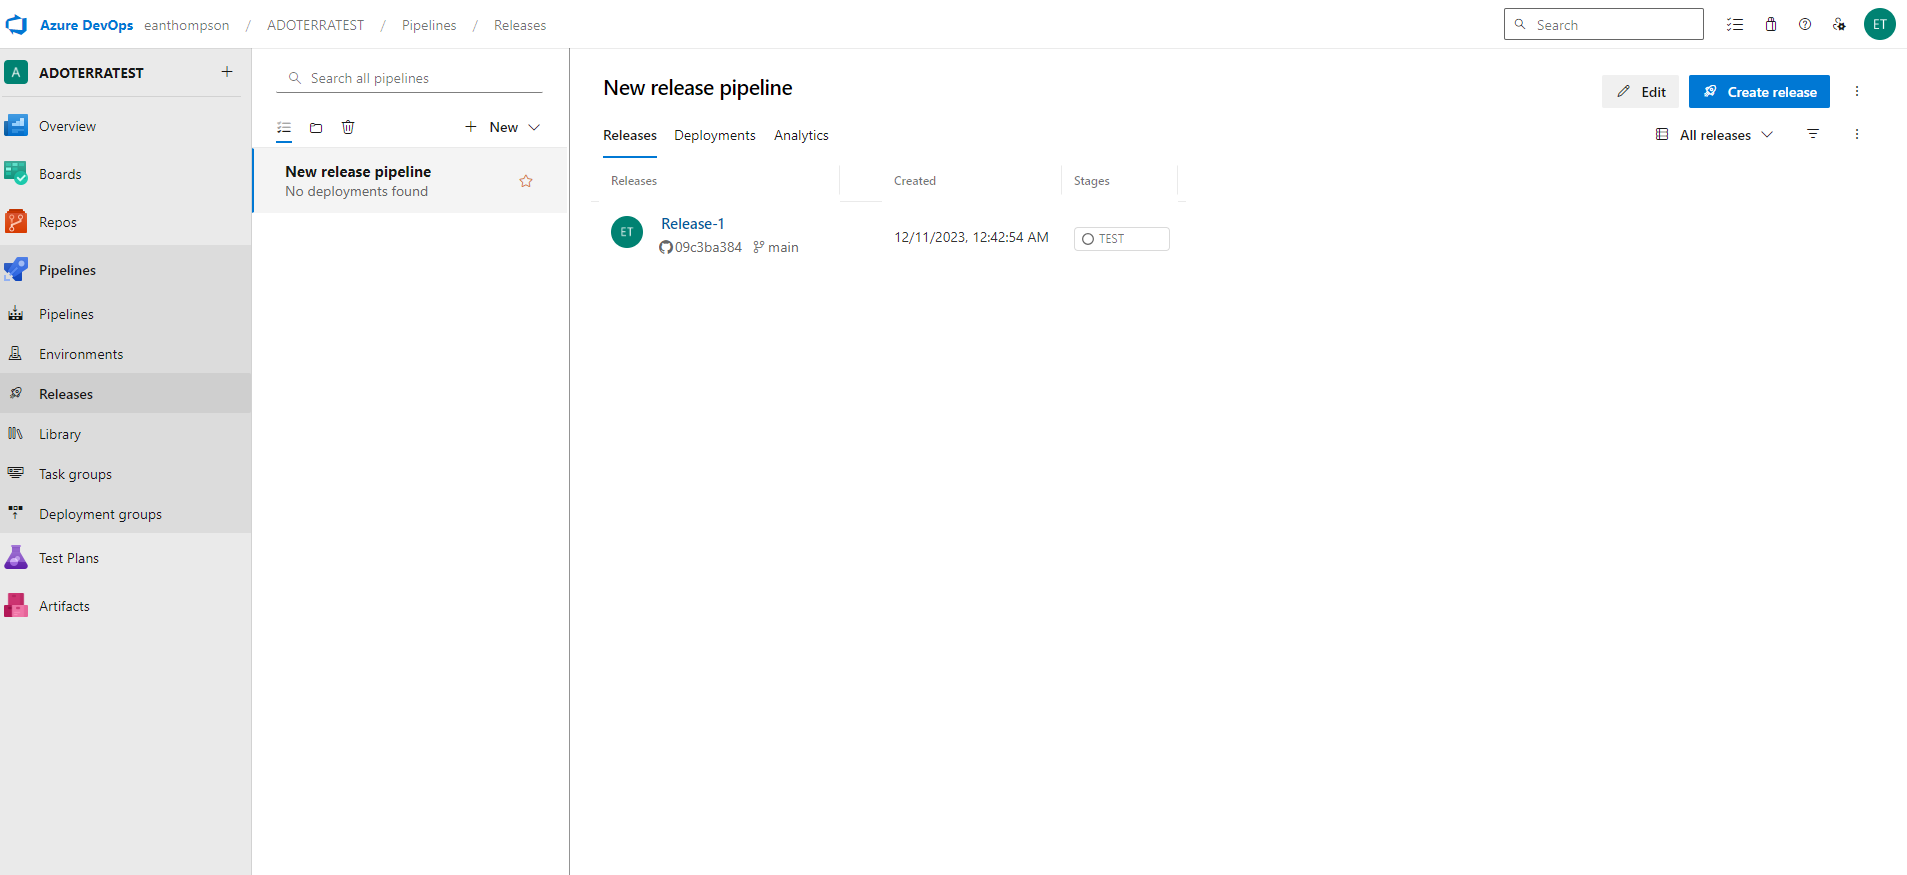 Azure DevOps eanthompson / ADOTERRATEST / Pipelines / Releases
Search
ET
A ADOTERRATEST
Overview
Boards
Repos
Pipelines
Pipelines
Environments
Releases
Library
Task groups
Deployment groups
Test Plans
Artifacts
Search all pipelines
New
New release pipeline
No deployments found
New release pipeline
Edit
Create release
Releases Deployments Analytics
All releases
Releases Created Stages
ET
Release-1
09c3ba384 main
12/11/2023, 12:42:54 AM
TEST